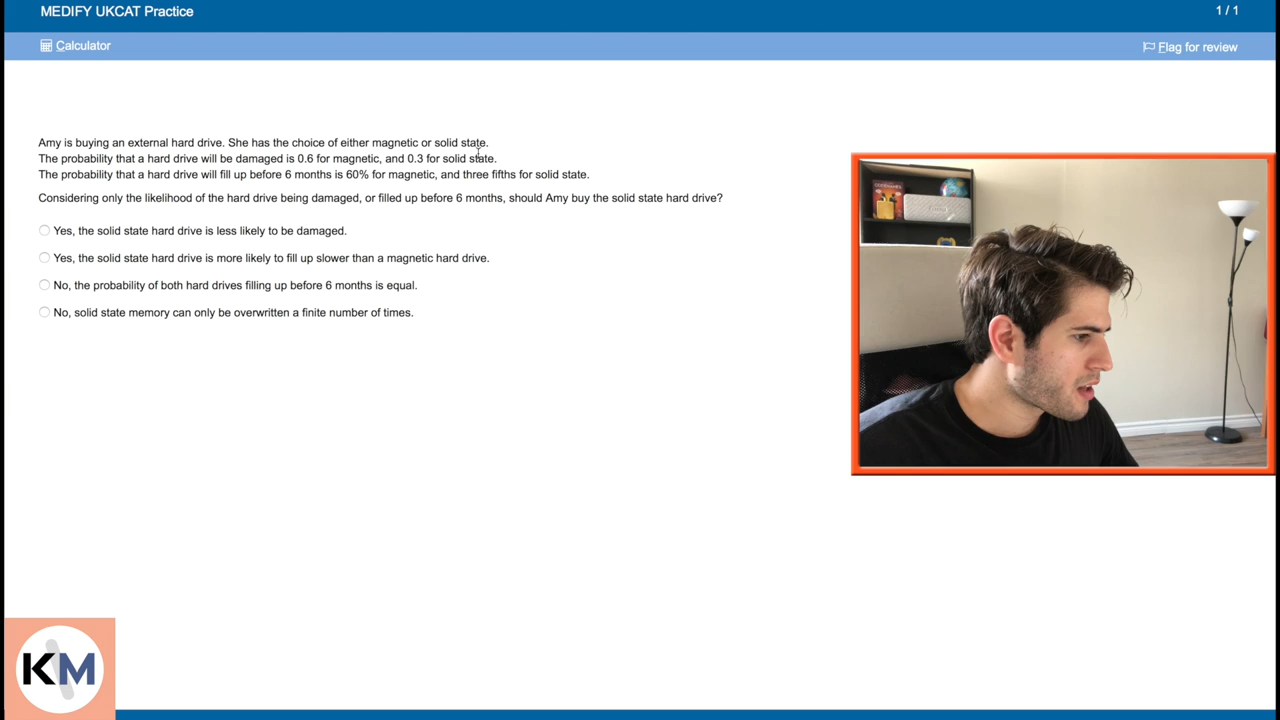 MEDIFY UKCAT Practice
1 / 1
Calculator
Flag for review
Amy is buying an external hard drive. She has the choice of either magnetic or solid state.
The probability that a hard drive will be damaged is 0.6 for magnetic, and 0.3 for solid state.
The probability that a hard drive will fill up before 6 months is 60% for magnetic, and three fifths for solid state.
Considering only the likelihood of the hard drive being damaged, or filled up before 6 months, should Amy buy the solid state hard drive?
Yes, the solid state hard drive is less likely to be damaged.
Yes, the solid state hard drive is more likely to fill up slower than a magnetic hard drive.
No, the probability of both hard drives filling up before 6 months is equal.
No, solid state memory can only be overwritten a finite number of times.
KM